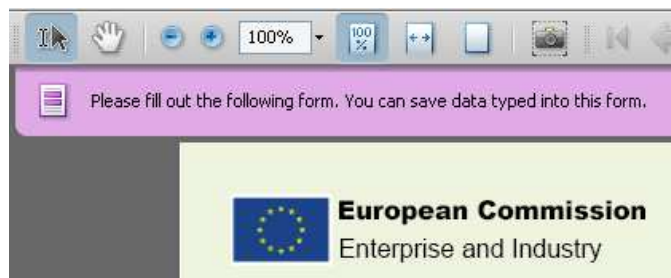 100%
100
%
Please fill out the following form. You can save data typed into this form.
European Commission
Enterprise and Industry